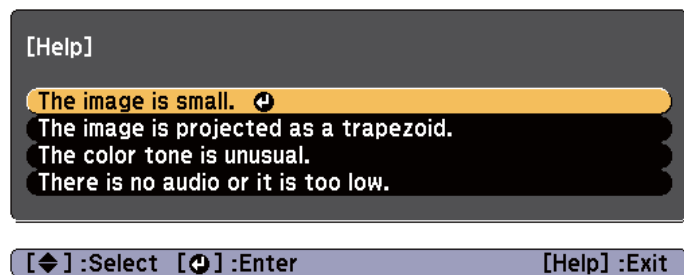 [Help]
The image is small.
The image is projected as a trapezoid.
The color tone is unusual.
There is no audio or it is too low.
[◆] :Select [⏎] :Enter [Help] :Exit